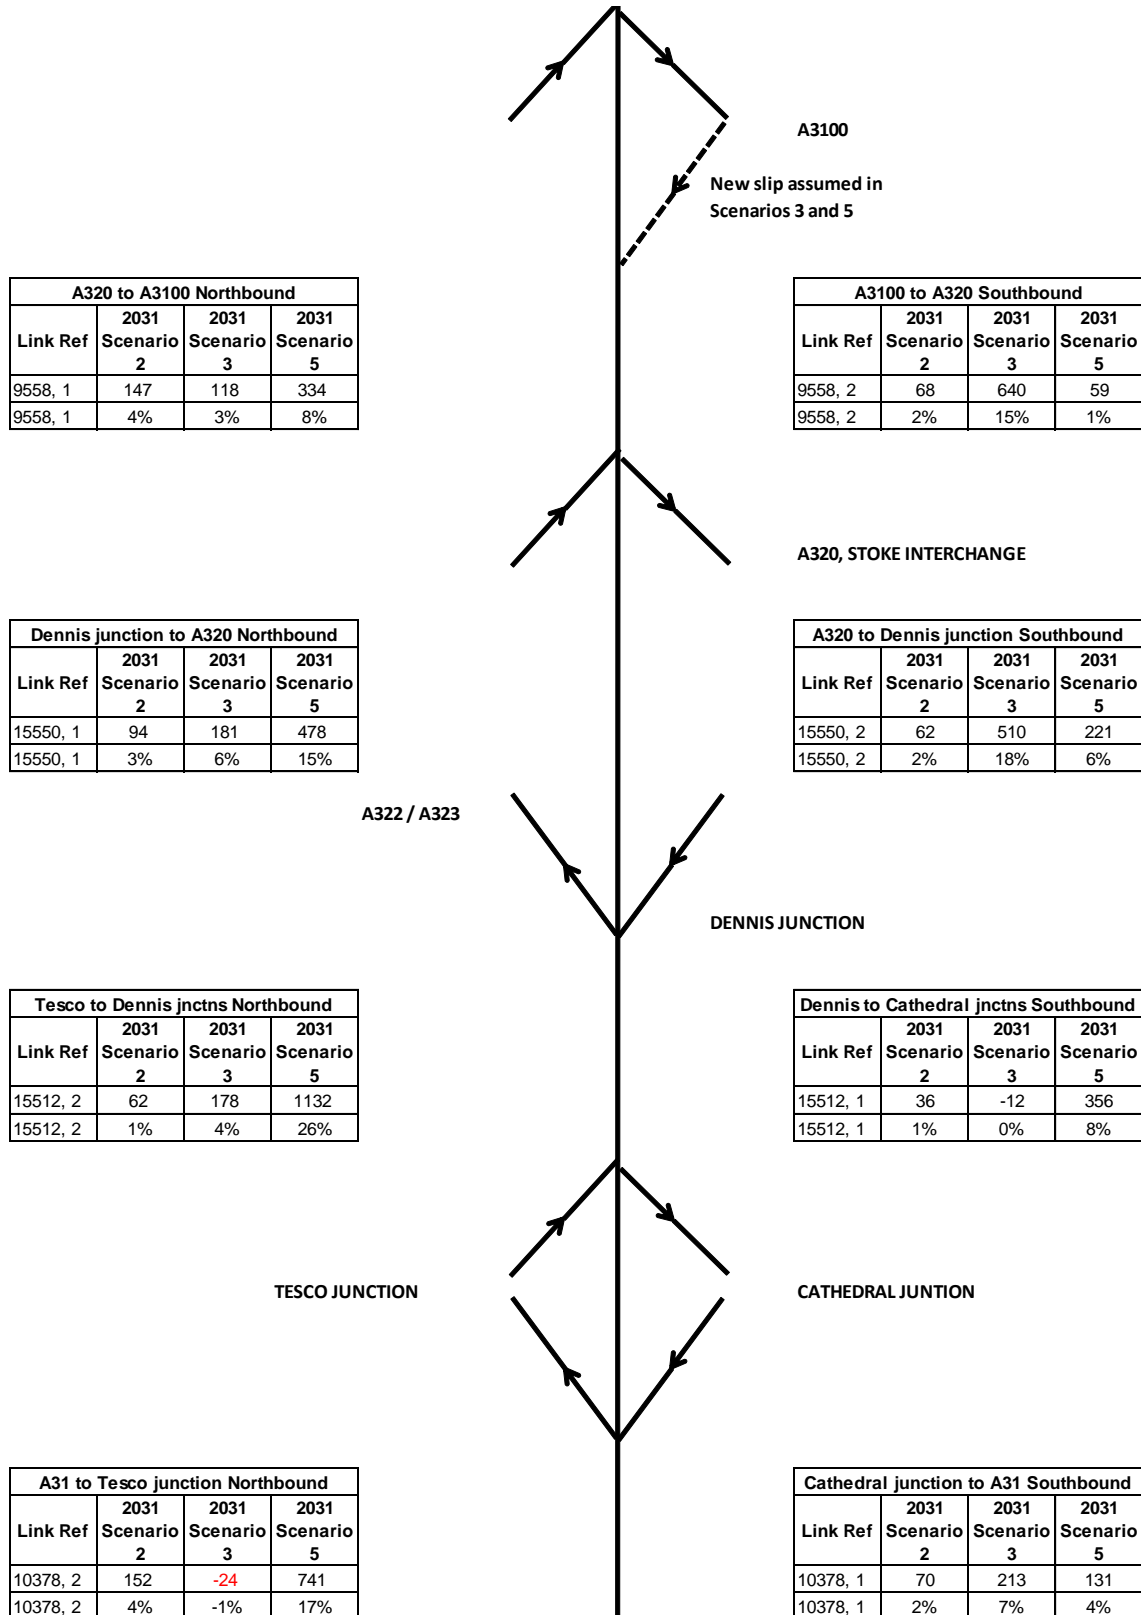 A3100
New slip assumed in
Scenarios 3 and 5
A320 to A3100 Northbound
Link Ref 2031 Scenario 2 2031 Scenario 3 2031 Scenario 5
9558, 1 147 118 334
9558, 1 4% 3% 8%
A3100 to A320 Southbound
Link Ref 2031 Scenario 2 2031 Scenario 3 2031 Scenario 5
9558, 2 68 640 59
9558, 2 2% 15% 1%
A320, STOKE INTERCHANGE
Dennis junction to A320 Northbound
Link Ref 2031 Scenario 2 2031 Scenario 3 2031 Scenario 5
15550, 1 94 181 478
15550, 1 3% 6% 15%
A320 to Dennis junction Southbound
Link Ref 2031 Scenario 2 2031 Scenario 3 2031 Scenario 5
15550, 2 62 510 221
15550, 2 2% 18% 6%
A322 / A323
DENNIS JUNCTION
Tesco to Dennis jnctns Northbound
Link Ref 2031 Scenario 2 2031 Scenario 3 2031 Scenario 5
15512, 2 62 178 1132
15512, 2 1% 4% 26%
Dennis to Cathedral jnctns Southbound
Link Ref 2031 Scenario 2 2031 Scenario 3 2031 Scenario 5
15512, 1 36 -12 356
15512, 1 1% 0% 8%
TESCO JUNCTION
CATHEDRAL JUNTION
A31 to Tesco junction Northbound
Link Ref 2031 Scenario 2 2031 Scenario 3 2031 Scenario 5
10378, 2 152 -24 741
10378, 2 4% -1% 17%
Cathedral junction to A31 Southbound
Link Ref 2031 Scenario 2 2031 Scenario 3 2031 Scenario 5
10378, 1 70 213 131
10378, 1 2% 7% 4%